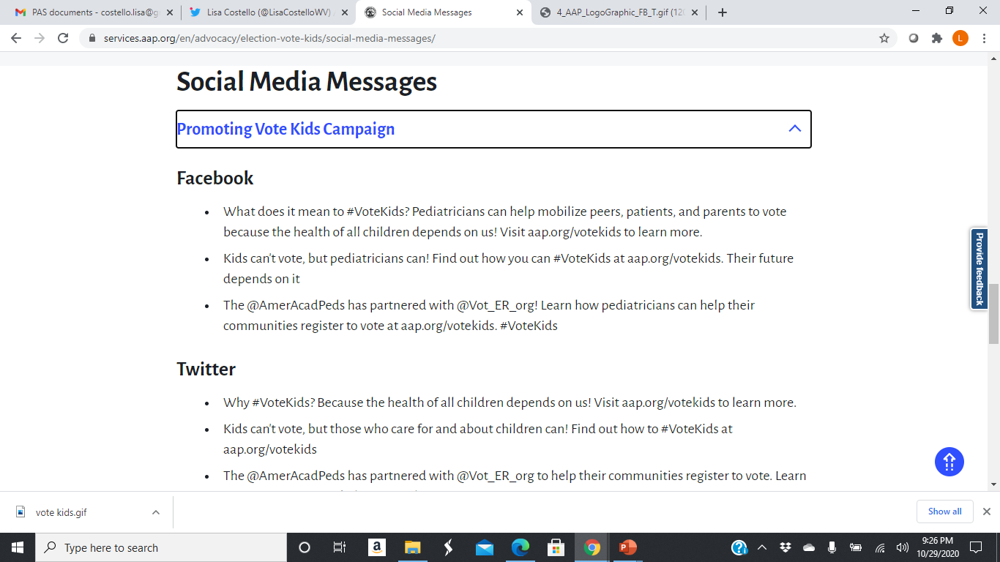 PAS documents - costello.lisa@g
Lisa Costello (@LisaCostelloWV)
Social Media Messages
4_AAP_LogoGraphic_FB_T.gif (120
services.aap.org/en/advocacy/election-vote-kids/social-media-messages/
L
Social Media Messages
Promoting Vote Kids Campaign
Facebook
• What does it mean to #VoteKids? Pediatricians can help mobilize peers, patients, and parents to vote
because the health of all children depends on us! Visit aap.org/votekids to learn more.
• Kids can't vote, but pediatricians can! Find out how you can #VoteKids at aap.org/votekids. Their future
depends on it
• The @AmerAcadPeds has partnered with @Vot_ER_org! Learn how pediatricians can help their
communities register to vote at aap.org/votekids. #VoteKids
Provide feedback
Twitter
• Why #VoteKids? Because the health of all children depends on us! Visit aap.org/votekids to learn more.
• Kids can't vote, but those who care for and about children can! Find out how to #VoteKids at
aap.org/votekids
• The @AmerAcadPeds has partnered with @Vot_ER_org to help their communities register to vote. Learn
vote kids.gif
Show all
Type here to search
a
9:26 PM
10/29/2020